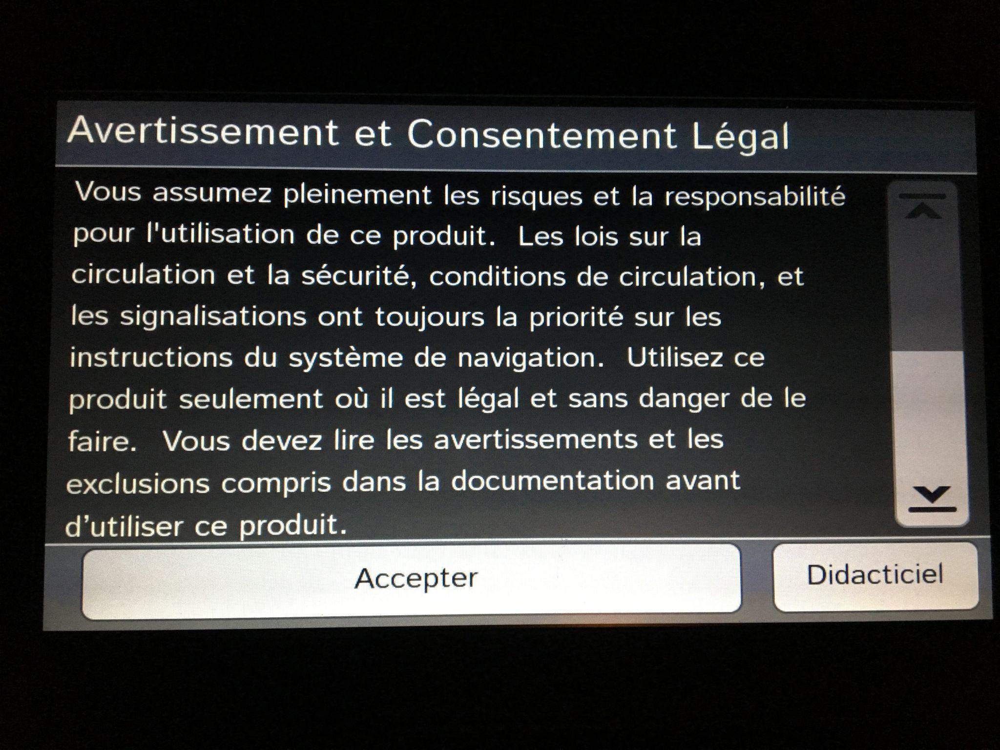 Avertissement et Consentement Légal
Vous assumez pleinement les risques et la responsabilité
pour l'utilisation de ce produit.  Les lois sur la
circulation et la sécurité, conditions de circulation, et
les signalisations ont toujours la priorité sur les
instructions du système de navigation.  Utilisez ce
produit seulement où il est légal et sans danger de le
faire.  Vous devez lire les avertissements et les
exclusions compris dans la documentation avant
d’utiliser ce produit.
Accepter
Didacticiel